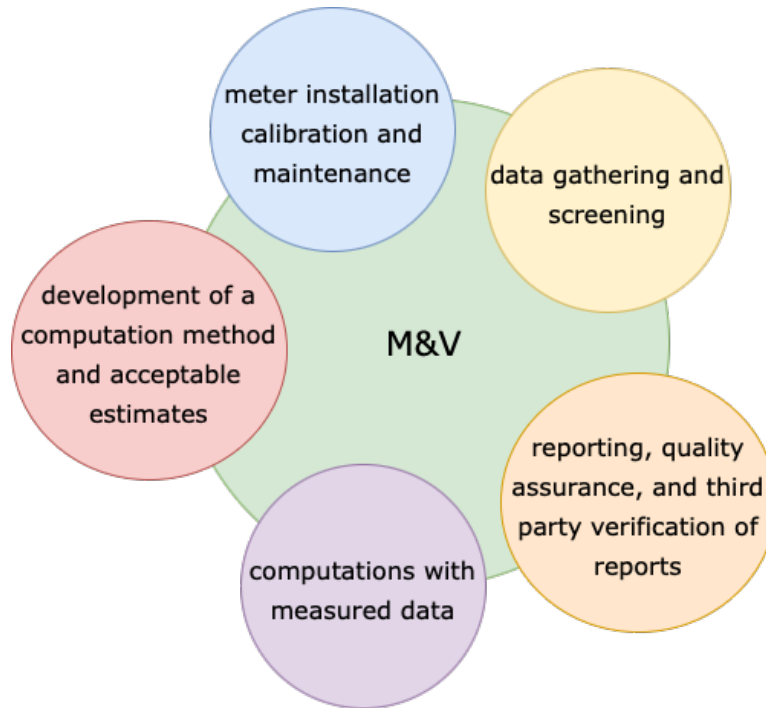 meter installation
calibration and
maintenance
data gathering and
screening
development of a
computation method
and acceptable
estimates
M&V
reporting, quality
assurance, and third
party verification of
reports
computations with
measured data